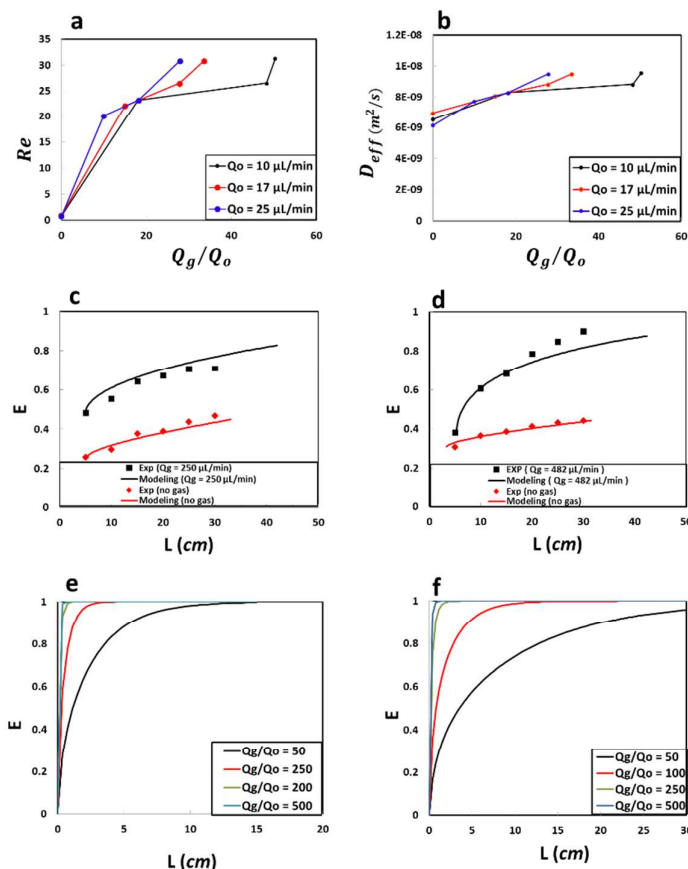 a
35
30
25
20
15
10
5
0
Re
0 20 40 60
Qg/Qo
Qo = 10 µL/min
Qo = 17 µL/min
Qo = 25 µL/min
b
1.2E-08
1E-08
8E-09
6E-09
4E-09
2E-09
0
Deff (m²/s)
0 20 40 60
Qg/Qo
Qo = 10 µL/min
Qo = 17 µL/min
Qo = 25 µL/min
c
1
0.8
0.6
0.4
0.2
0
E
Exp (Qg = 250 µL/min)
Modeling (Qg = 250 µL/min)
Exp (no gas)
Modeling (no gas)
0 10 20 30 40 50
L (cm)
d
1
0.8
0.6
0.4
0.2
0
E
EXP ( Qg = 482 µL/min )
Modeling ( Qg = 482 µL/min )
Exp (no gas)
Modeling (no gas)
0 10 20 30 40 50
L (cm)
e
1
0.8
0.6
0.4
0.2
0
E
Qg/Qo = 50
Qg/Qo = 250
Qg/Qo = 200
Qg/Qo = 500
0 5 10 15 20
L (cm)
f
1
0.8
0.6
0.4
0.2
0
E
Qg/Qo = 50
Qg/Qo = 100
Qg/Qo = 250
Qg/Qo = 500
0 5 10 15 20 25 30
L (cm)